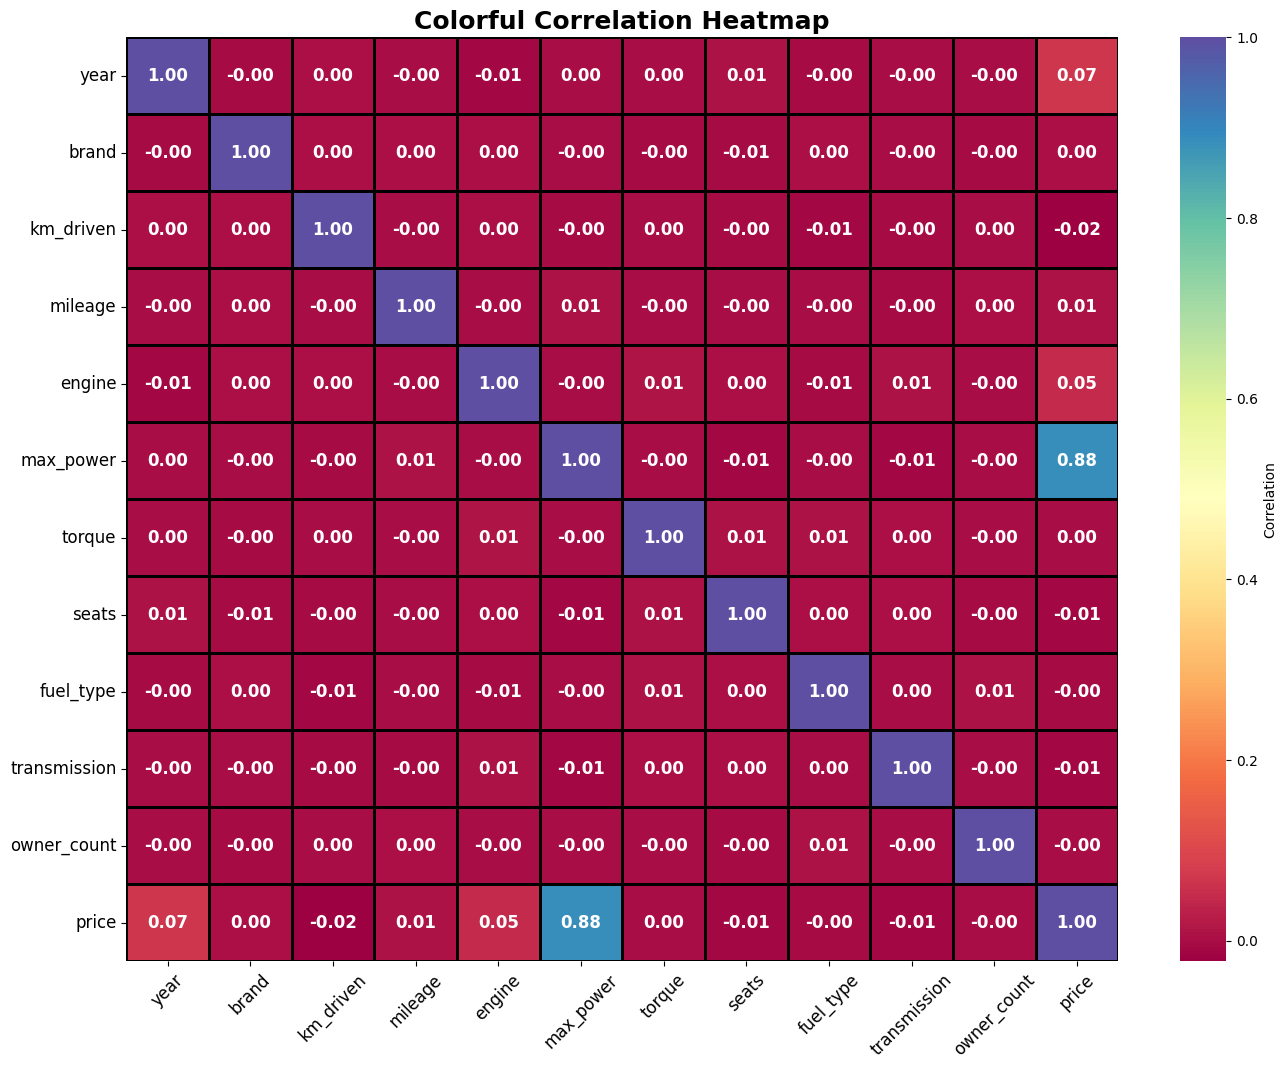 Colorful Correlation Heatmap
year 1.00 -0.00 0.00 -0.00 -0.01 0.00 0.00 0.01 -0.00 -0.00 -0.00 0.07
brand -0.00 1.00 0.00 0.00 0.00 -0.00 -0.00 -0.01 0.00 -0.00 -0.00 0.00
km_driven 0.00 0.00 1.00 -0.00 0.00 -0.00 0.00 -0.00 -0.01 -0.00 0.00 -0.02
mileage -0.00 0.00 -0.00 1.00 -0.00 0.01 -0.00 -0.00 -0.00 -0.00 0.00 0.01
engine -0.01 0.00 0.00 -0.00 1.00 -0.00 0.01 0.00 -0.01 0.01 -0.00 0.05
max_power 0.00 -0.00 -0.00 0.01 -0.00 1.00 -0.00 -0.01 -0.00 -0.01 -0.00 0.88
torque 0.00 -0.00 0.00 -0.00 0.01 -0.00 1.00 0.01 0.01 0.00 -0.00 0.00
seats 0.01 -0.01 -0.00 -0.00 0.00 -0.01 0.01 1.00 0.00 0.00 -0.00 -0.01
fuel_type -0.00 0.00 -0.01 -0.00 -0.01 -0.00 0.01 0.00 1.00 0.00 0.01 -0.00
transmission -0.00 -0.00 -0.00 -0.00 0.01 -0.01 0.00 0.00 0.00 1.00 -0.00 -0.01
owner_count -0.00 -0.00 0.00 0.00 -0.00 -0.00 -0.00 -0.00 0.01 -0.00 1.00 -0.00
price 0.07 0.00 -0.02 0.01 0.05 0.88 0.00 -0.01 -0.00 -0.01 -0.00 1.00
year brand km_driven mileage engine max_power torque seats fuel_type transmission owner_count price
1.0
0.8
0.6
0.4
0.2
0.0
Correlation